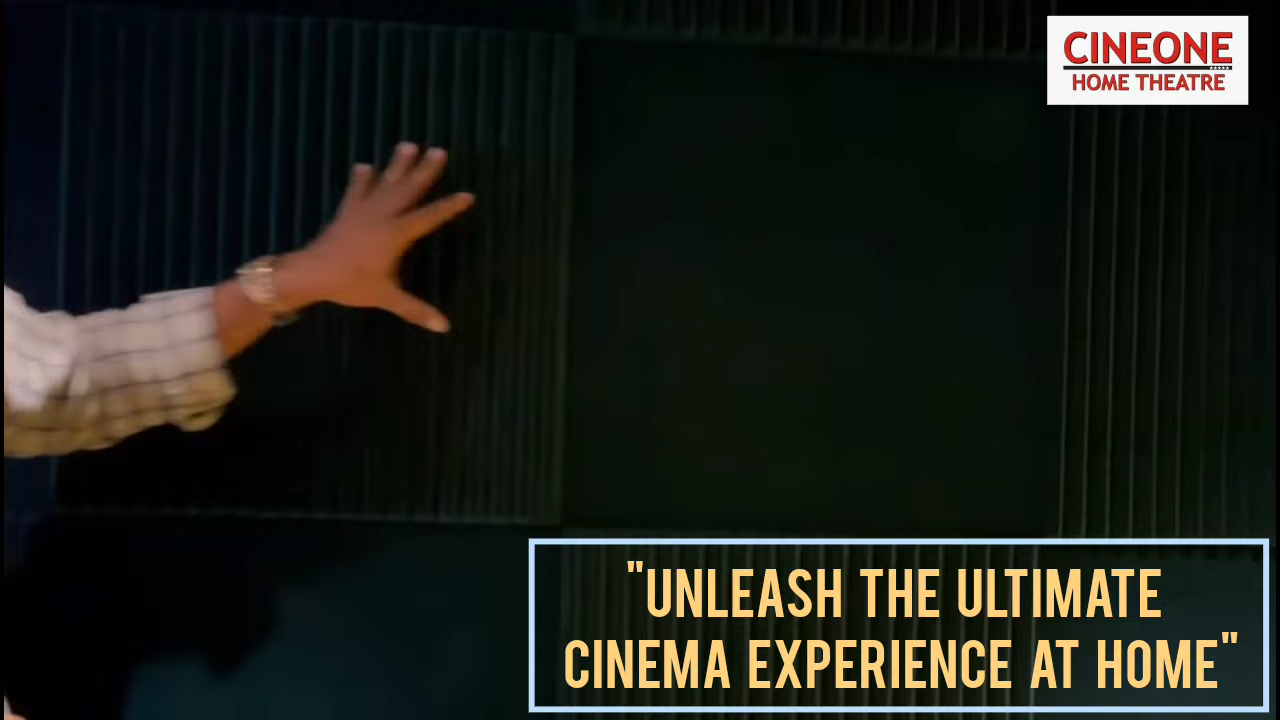 CINEONE
HOME THEATRE
"UNLEASH THE ULTIMATE
CINEMA EXPERIENCE AT HOME"